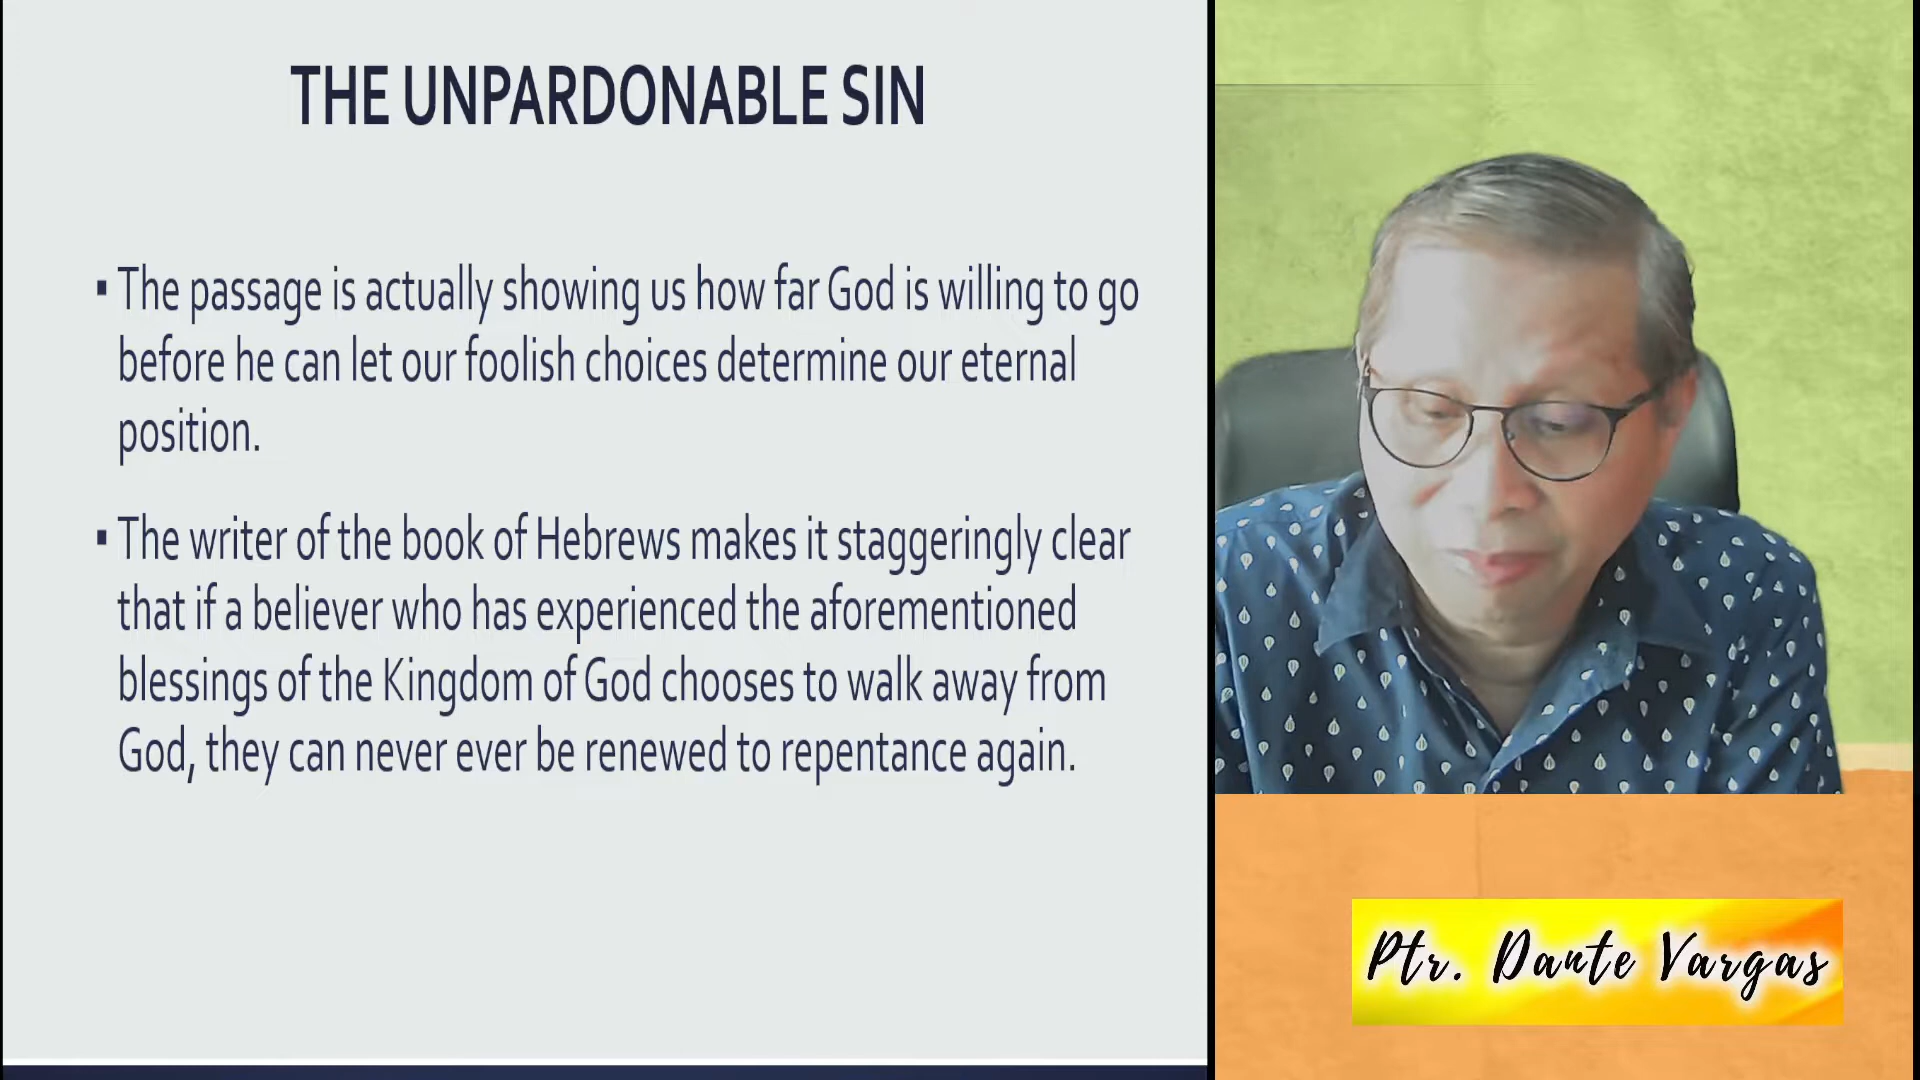 THE UNPARDONABLE SIN
▪ The passage is actually showing us how far God is willing to go
before he can let our foolish choices determine our eternal
position.
▪ The writer of the book of Hebrews makes it staggeringly clear
that if a believer who has experienced the aforementioned
blessings of the Kingdom of God chooses to walk away from
God, they can never ever be renewed to repentance again.
Ptr. Dante Vargas